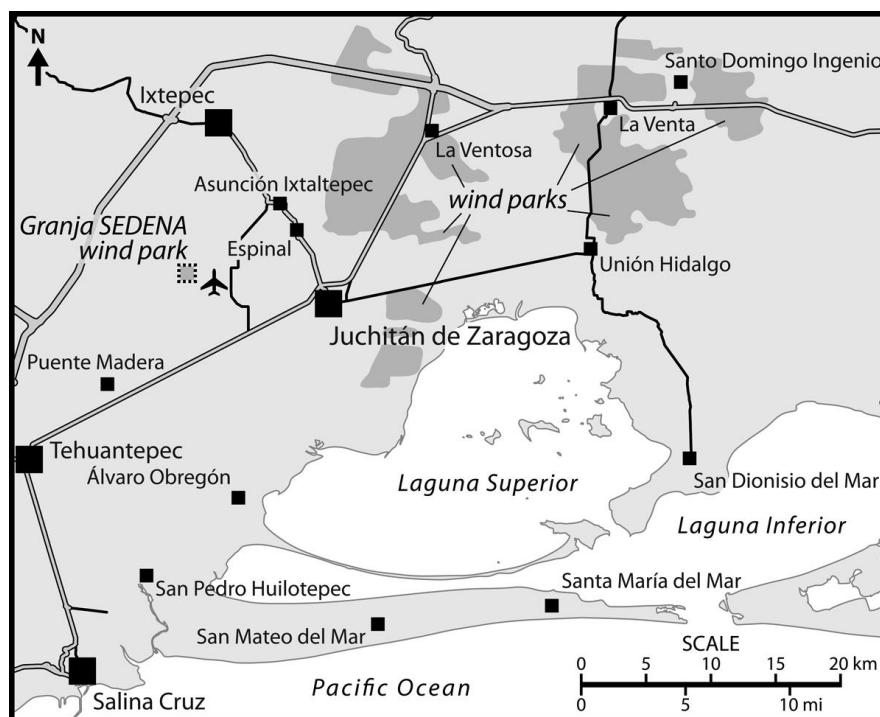 N
Ixtepec
Santo Domingo Ingenio
La Venta
La Ventosa
Asunción Ixtaltepec
wind parks
Granja SEDENA
wind park
Espinal
Unión Hidalgo
Juchitán de Zaragoza
Puente Madera
Tehuantepec
Álvaro Obregón
Laguna Superior
San Dionisio del Mar
Laguna Inferior
San Pedro Huilotepec
Santa María del Mar
San Mateo del Mar
SCALE
0 5 10 15 20 km
0 5 10 mi
Pacific Ocean
Salina Cruz